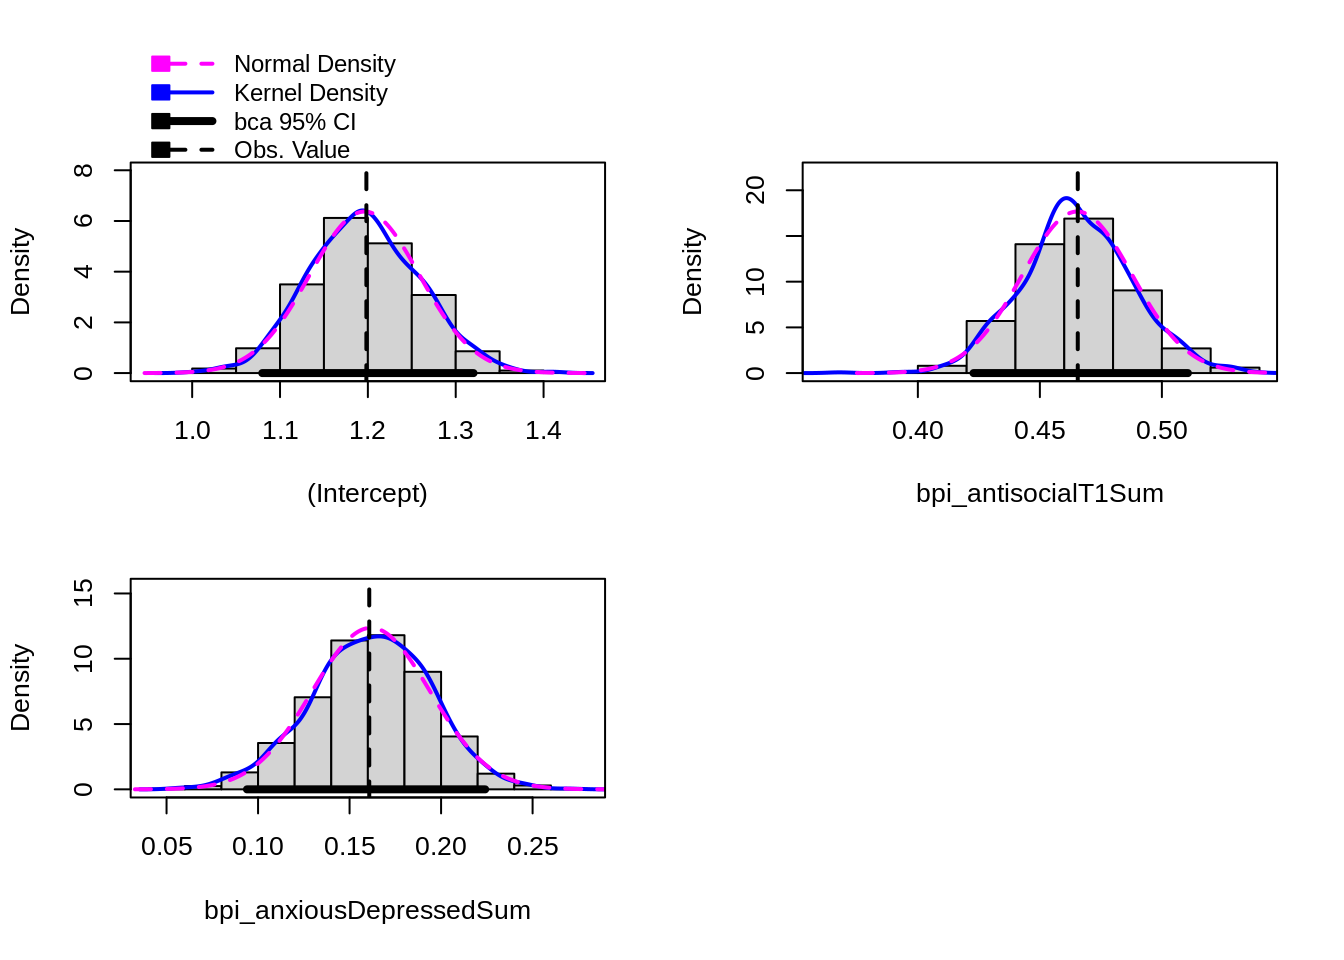 Normal Density
Kernel Density
bca 95% CI
Obs. Value
Density
0 2 4 6 8
1.0 1.1 1.2 1.3 1.4
(Intercept)
Density
0 5 10 20
0.40 0.45 0.50
bpi_antisocialT1Sum
Density
0 5 10 15
0.05 0.10 0.15 0.20 0.25
bpi_anxiousDepressedSum